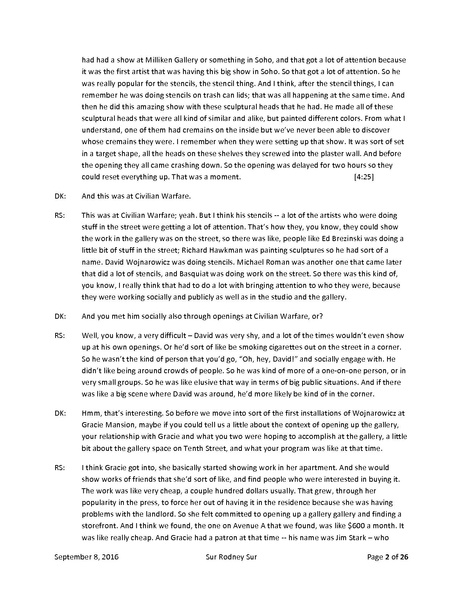 had had a show at Milliken Gallery or something in Soho, and that got a lot of attention because
it was the first artist that was having this big show in Soho. So that got a lot of attention. So he
was really popular for the stencils, the stencil thing. And I think, after the stencil things, I can
remember he was doing stencils on trash can lids; that was all happening at the same time. And
then he did this amazing show with these sculptural heads that he had. He made all of these
sculptural heads that were all kind of similar and alike, but painted different colors. From what I
understand, one of them had cremains on the inside but we've never been able to discover
whose cremains they were. I remember when they were setting up that show. It was sort of set
in a target shape, all the heads on these shelves they screwed into the plaster wall. And before
the opening they all came crashing down. So the opening was delayed for two hours so they
could reset everything up. That was a moment. [4:25]
DK: And this was at Civilian Warfare.
RS: This was at Civilian Warfare; yeah. But I think his stencils -- a lot of the artists who were doing
stuff in the street were getting a lot of attention. That's how they, you know, they could show
the work in the gallery was on the street, so there was like, people like Ed Brezinski was doing a
little bit of stuff in the street; Richard Hawkman was painting sculptures so he had sort of a
name. David Wojnarowicz was doing stencils. Michael Roman was another one that came later
that did a lot of stencils, and Basquiat was doing work on the street. So there was this kind of,
you know, I really think that had to do a lot with bringing attention to who they were, because
they were working socially and publicly as well as in the studio and the gallery.
DK: And you met him socially also through openings at Civilian Warfare, or?
RS: Well, you know, a very difficult – David was very shy, and a lot of the times wouldn't even show
up at his own openings. Or he'd sort of like be smoking cigarettes out on the street in a corner.
So he wasn't the kind of person that you'd go, "Oh, hey, David!" and socially engage with. He
didn't like being around crowds of people. So he was kind of more of a one-on-one person, or in
very small groups. So he was like elusive that way in terms of big public situations. And if there
was like a big scene where David was around, he'd more likely be kind of in the corner.
DK: Hmm, that's interesting. So before we move into sort of the first installations of Wojnarowicz at
Gracie Mansion, maybe if you could tell us a little about the context of opening up the gallery,
your relationship with Gracie and what you two were hoping to accomplish at the gallery, a little
bit about the gallery space on Tenth Street, and what your program was like at that time.
RS: I think Gracie got into, she basically started showing work in her apartment. And she would
show works of friends that she'd sort of like, and find people who were interested in buying it.
The work was like very cheap, a couple hundred dollars usually. That grew, through her
popularity in the press, to force her out of having it in the residence because she was having
problems with the landlord. So she felt committed to opening up a gallery gallery and finding a
storefront. And I think we found, the one on Avenue A that we found, was like $600 a month. It
was like really cheap. And Gracie had a patron at that time -- his name was Jim Stark – who
September 8, 2016 Sur Rodney Sur Page 2 of 26